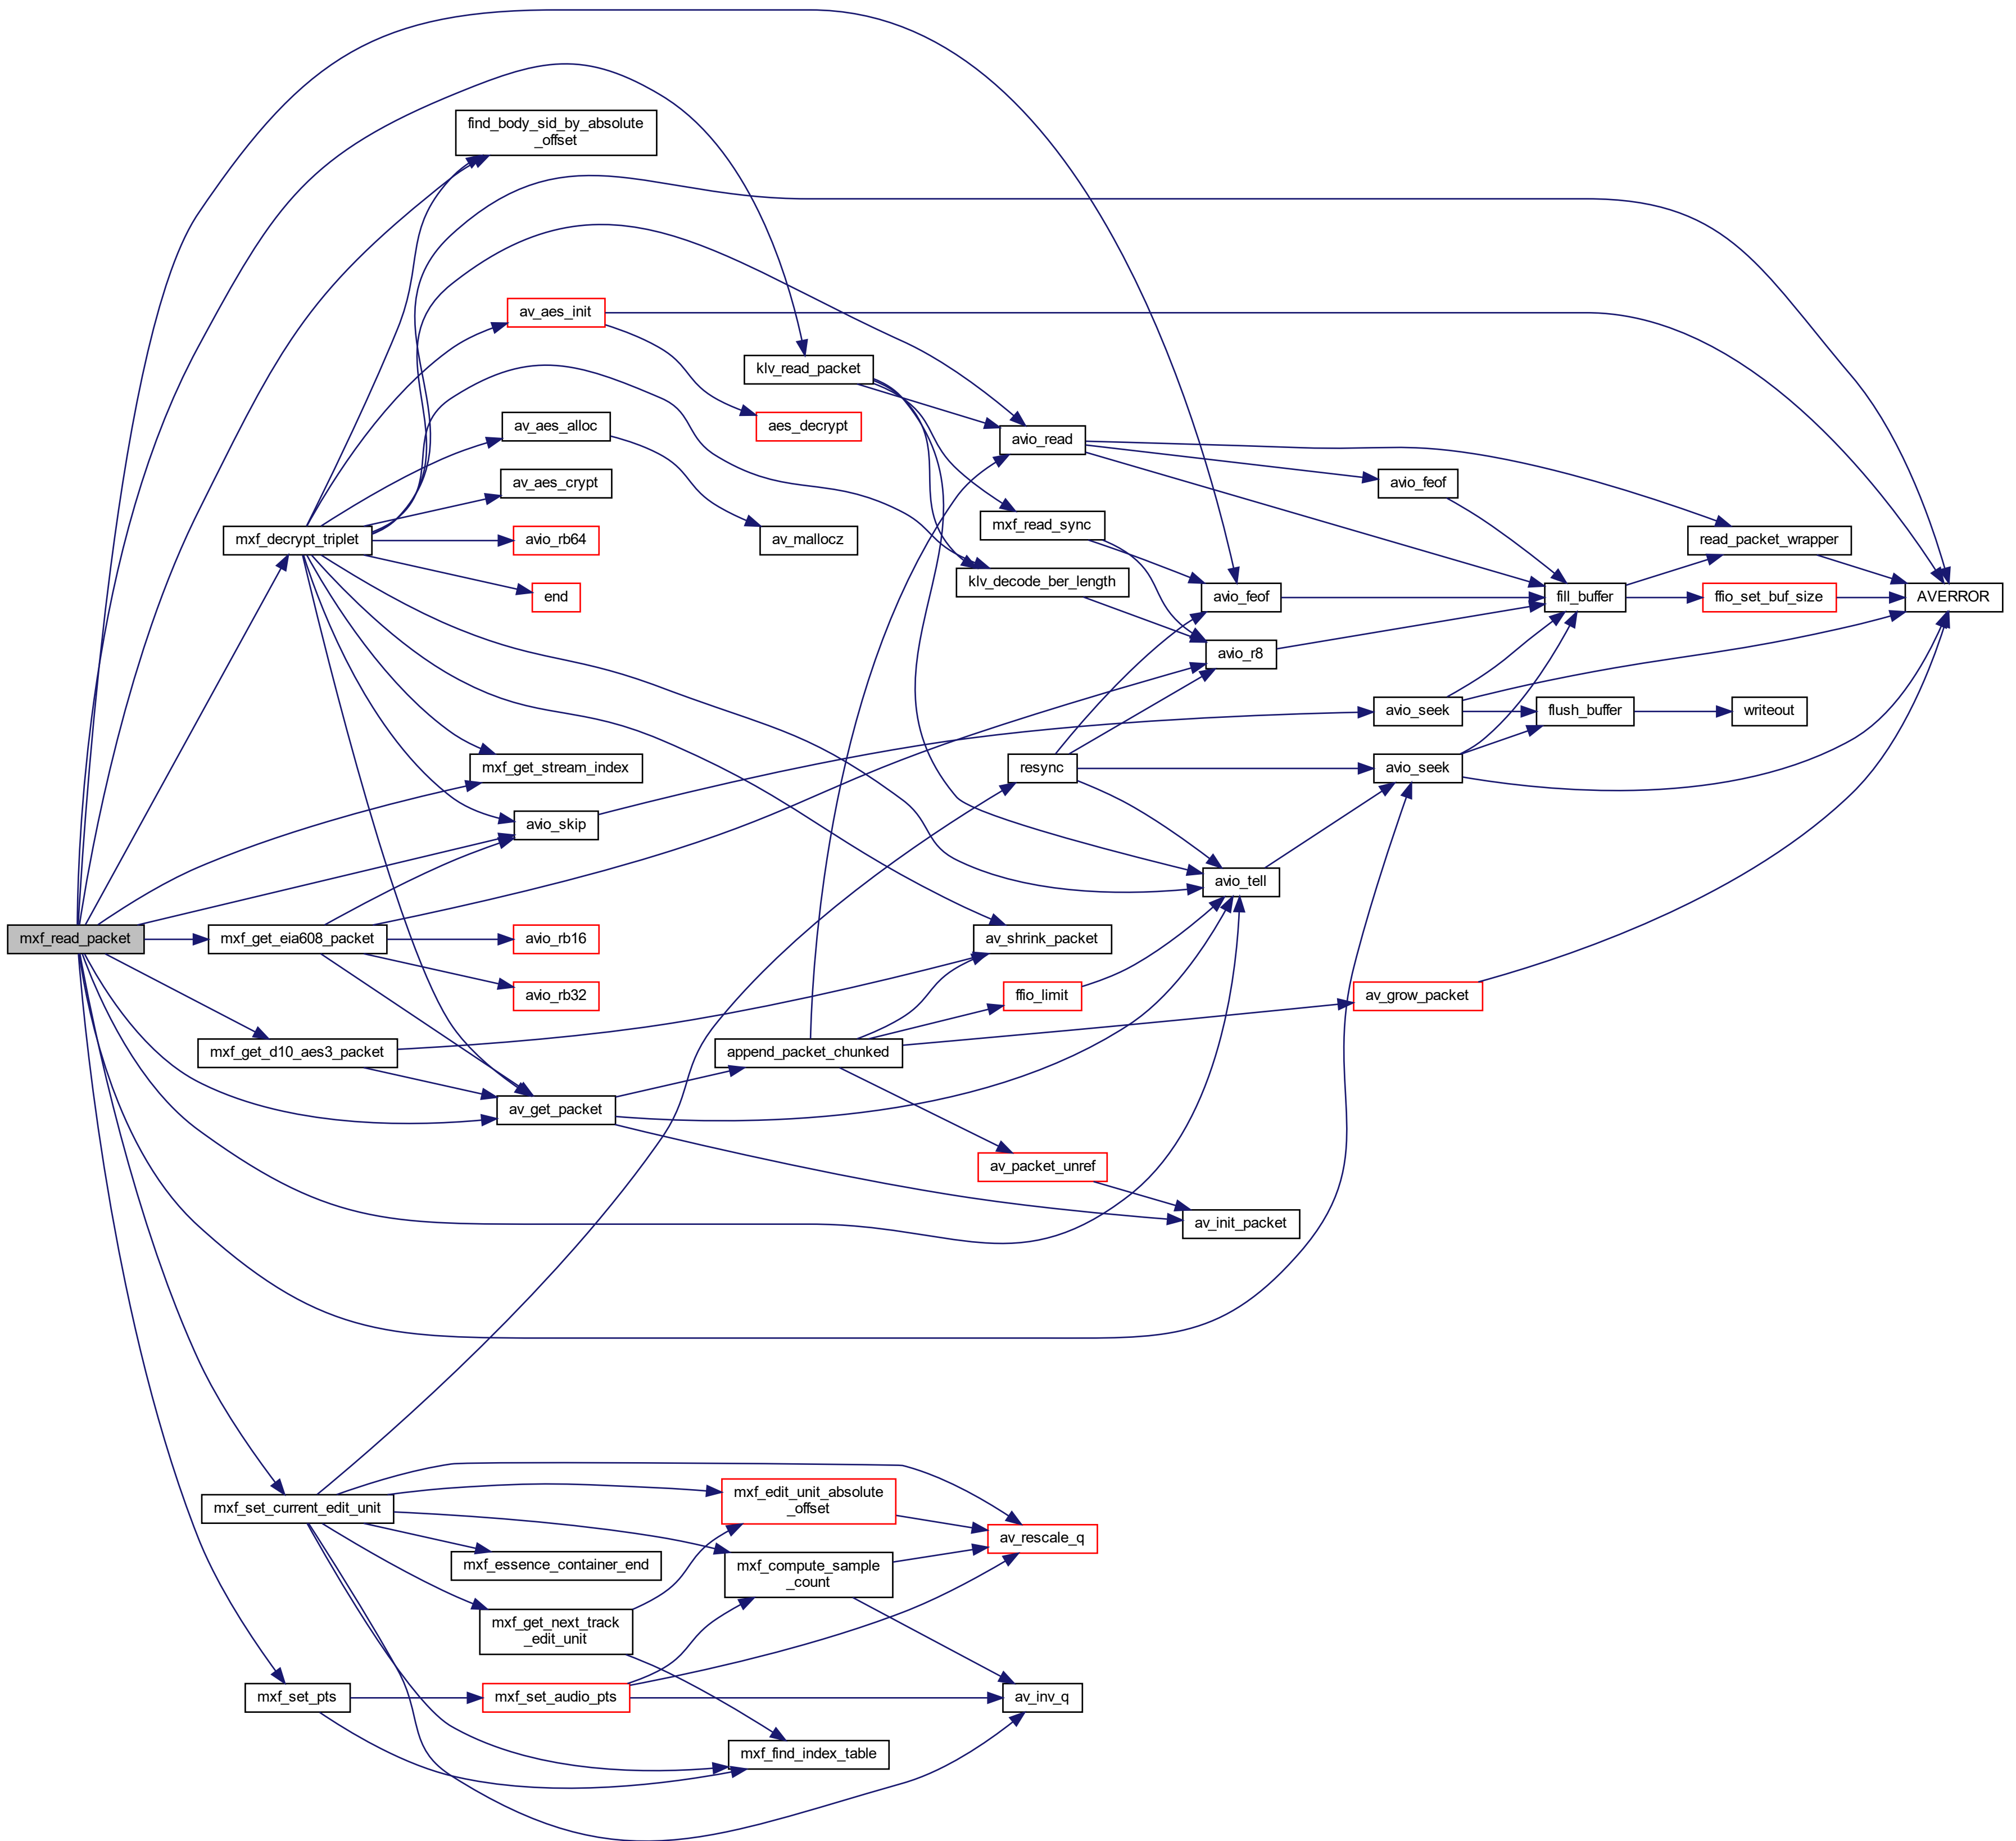 find_body_sid_by_absolute
_offset
av_aes_init
klv_read_packet
av_aes_alloc
aes_decrypt
avio_read
av_aes_crypt
avio_feof
mxf_read_sync
mxf_decrypt_triplet
avio_rb64
av_mallocz
read_packet_wrapper
klv_decode_ber_length
end
avio_feof
fill_buffer
ffio_set_buf_size
AVERROR
avio_r8
avio_seek
flush_buffer
writeout
mxf_get_stream_index
resync
avio_seek
avio_skip
avio_tell
mxf_read_packet
mxf_get_eia608_packet
avio_rb16
av_shrink_packet
avio_rb32
ffio_limit
av_grow_packet
mxf_get_d10_aes3_packet
append_packet_chunked
av_get_packet
av_packet_unref
av_init_packet
mxf_set_current_edit_unit
mxf_edit_unit_absolute
_offset
av_rescale_q
mxf_essence_container_end
mxf_compute_sample
_count
mxf_get_next_track
_edit_unit
mxf_set_pts
mxf_set_audio_pts
av_inv_q
mxf_find_index_table